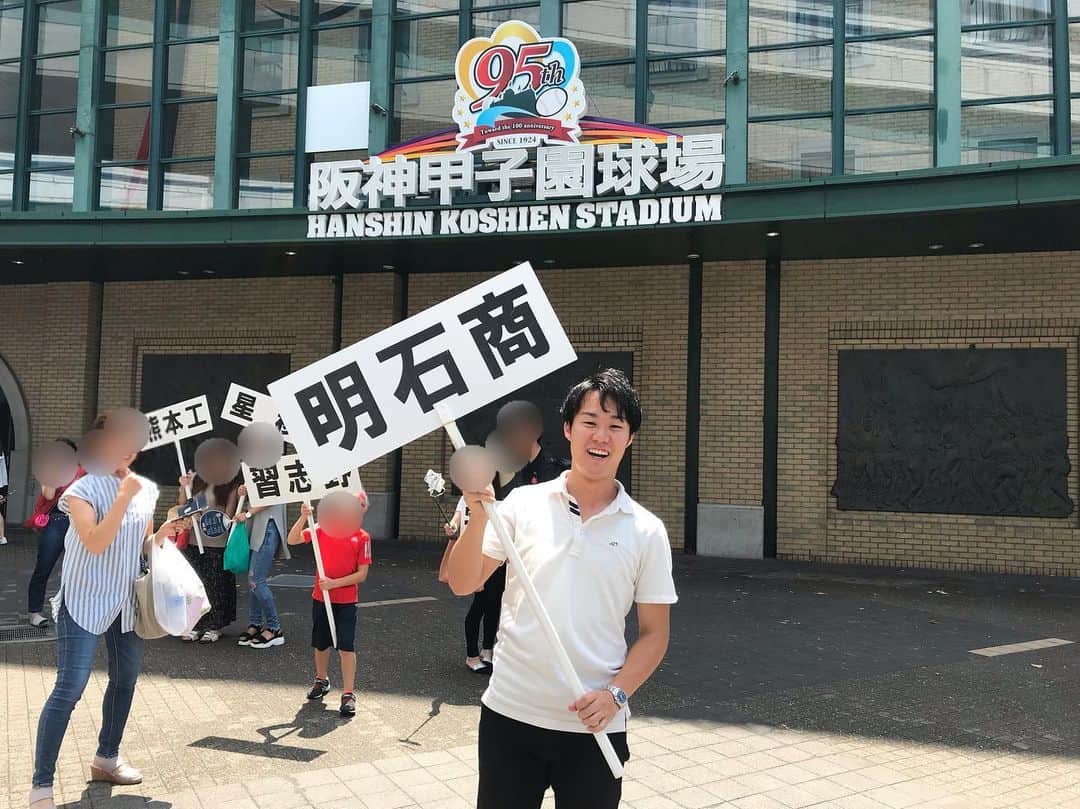 95th
Toward the 100 anniversary
SINCE 1924
阪神甲子園球場
HANSHIN KOSHIEN STADIUM
明石商
熊本工
星
習志野